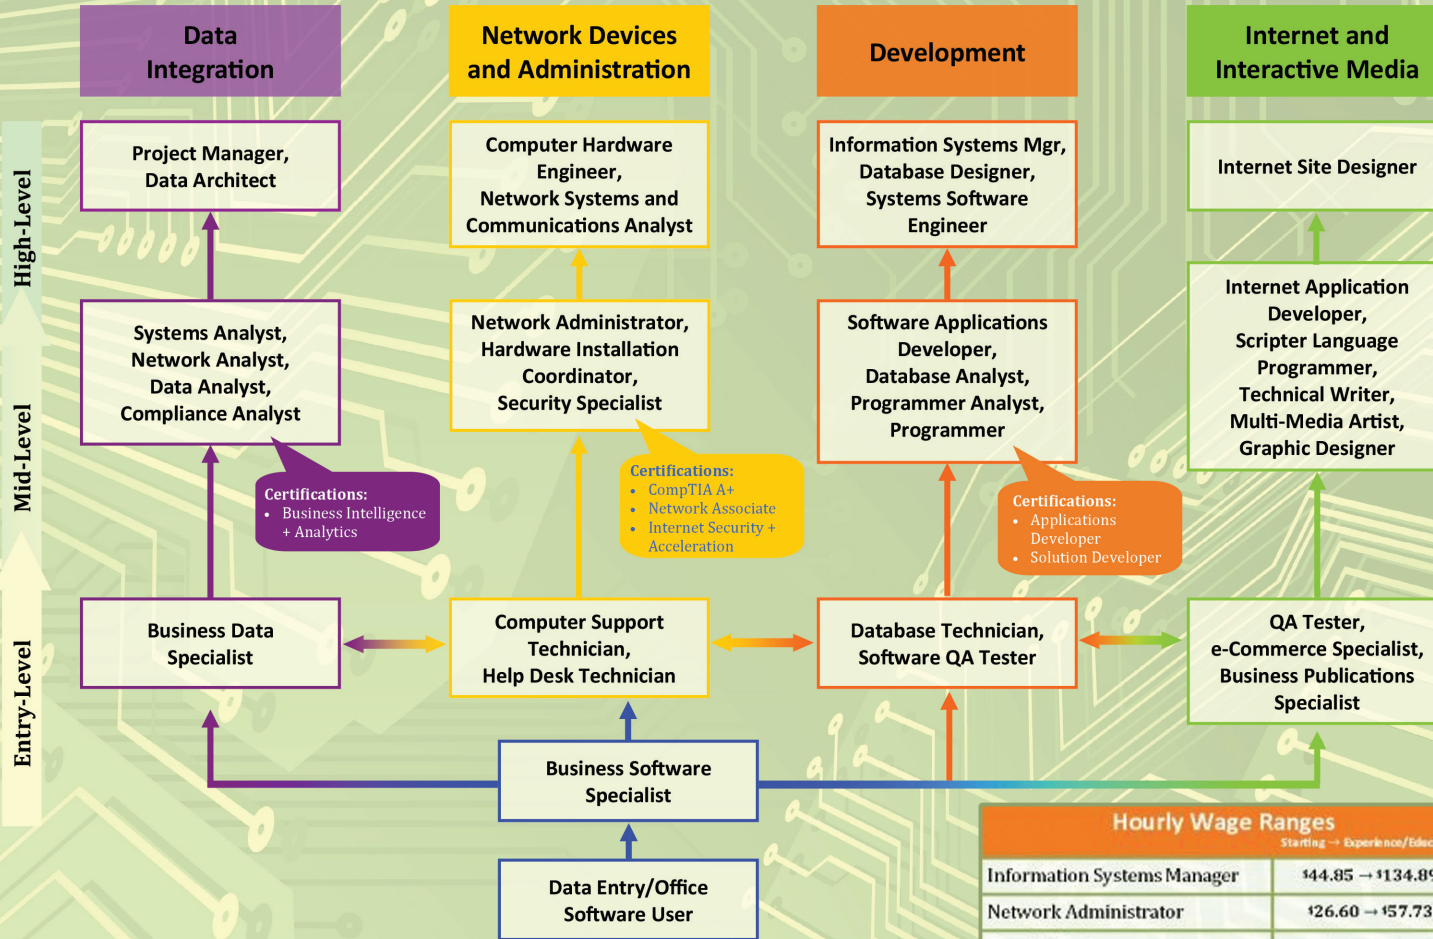 Data
Integration
Network Devices
and Administration
Development
Internet and
Interactive Media
High-Level
Mid-Level
Entry-Level
Project Manager,
Data Architect
Computer Hardware
Engineer,
Network Systems and
Communications Analyst
Information Systems Mgr,
Database Designer,
Systems Software
Engineer
Internet Site Designer
Systems Analyst,
Network Analyst,
Data Analyst,
Compliance Analyst
Network Administrator,
Hardware Installation
Coordinator,
Security Specialist
Software Applications
Developer,
Database Analyst,
Programmer Analyst,
Programmer
Internet Application
Developer,
Scripter Language
Programmer,
Technical Writer,
Multi-Media Artist,
Graphic Designer
Certifications:
• Business Intelligence
+ Analytics
Certifications:
• CompTIA A+
• Network Associate
• Internet Security +
Acceleration
Certifications:
• Applications
Developer
• Solution Developer
Business Data
Specialist
Computer Support
Technician,
Help Desk Technician
Database Technician,
Software QA Tester
QA Tester,
e-Commerce Specialist,
Business Publications
Specialist
Business Software
Specialist
Data Entry/Office
Software User
Hourly Wage Ranges
Starting → Experience/Educ
Information Systems Manager
$44.85 → $134.89
Network Administrator
$26.60 → $57.73